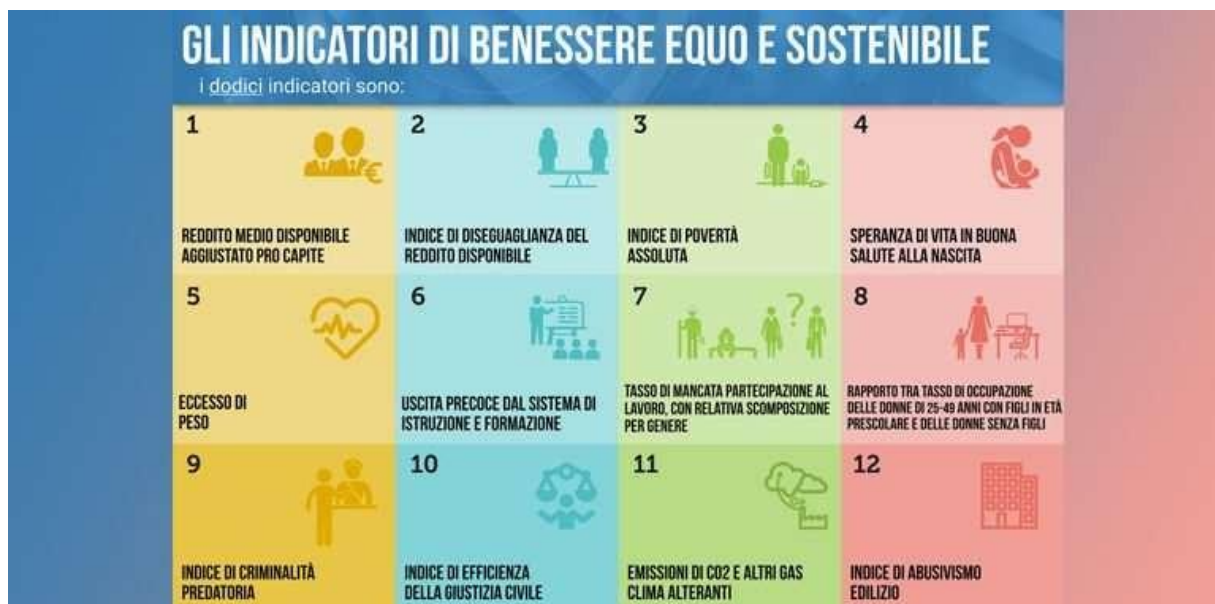 GLI INDICATORI DI BENESSERE EQUO E SOSTENIBILE
i dodici indicatori sono:
1
REDDITO MEDIO DISPONIBILE
AGGIUSTATO PRO CAPITE
2
INDICE DI DISEGUAGLIANZA DEL
REDDITO DISPONIBILE
3
INDICE DI POVERTÀ
ASSOLUTA
4
SPERANZA DI VITA IN BUONA
SALUTE ALLA NASCITA
5
ECCESSO DI
PESO
6
USCITA PRECOCE DAL SISTEMA DI
ISTRUZIONE E FORMAZIONE
7
TASSO DI MANCATA PARTECIPAZIONE AL
LAVORO, CON RELATIVA SCOMPOSIZIONE
PER GENERE
8
RAPPORTO TRA TASSO DI OCCUPAZIONE
DELLE DONNE DI 25-49 ANNI CON FIGLI IN ETÀ
PRESCOLARE E DELLE DONNE SENZA FIGLI
9
INDICE DI CRIMINALITÀ
PREDATORIA
10
INDICE DI EFFICIENZA
DELLA GIUSTIZIA CIVILE
11
EMISSIONI DI CO2 E ALTRI GAS
CLIMA ALTERANTI
12
INDICE DI ABUSIVISMO
EDILIZIO